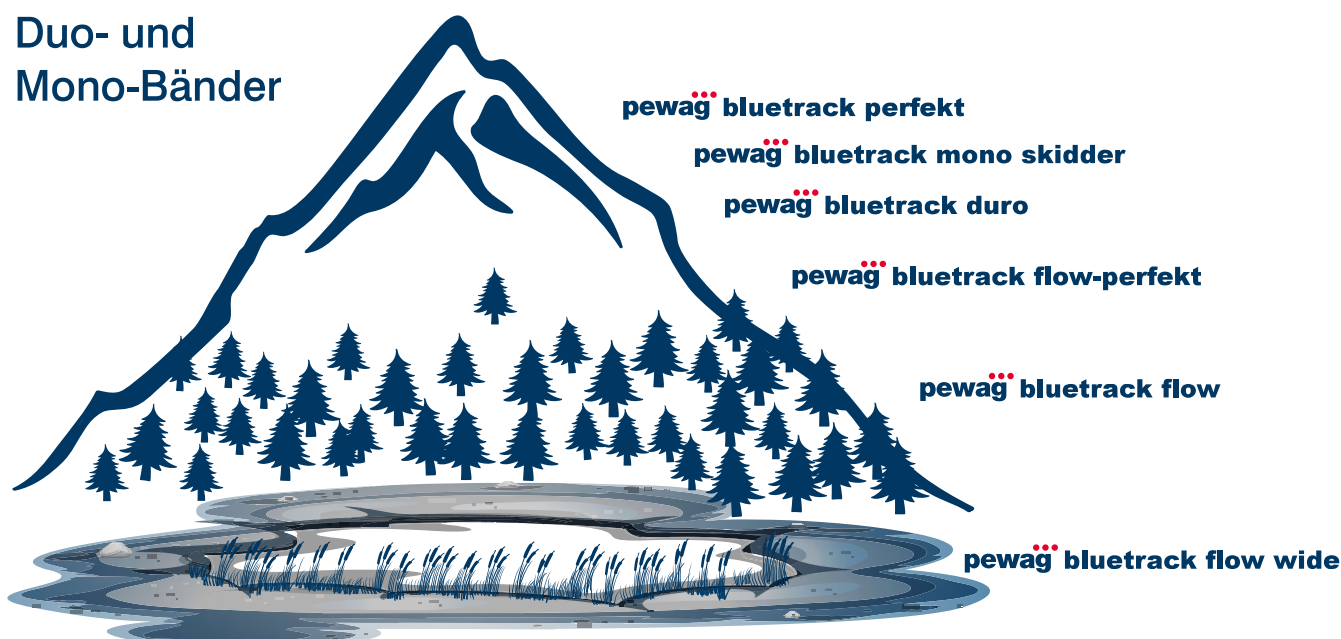 Duo- und
Mono-Bänder
pewag bluetrack perfekt
pewag bluetrack mono skidder
pewag bluetrack duro
pewag bluetrack flow-perfekt
pewag bluetrack flow
pewag bluetrack flow wide